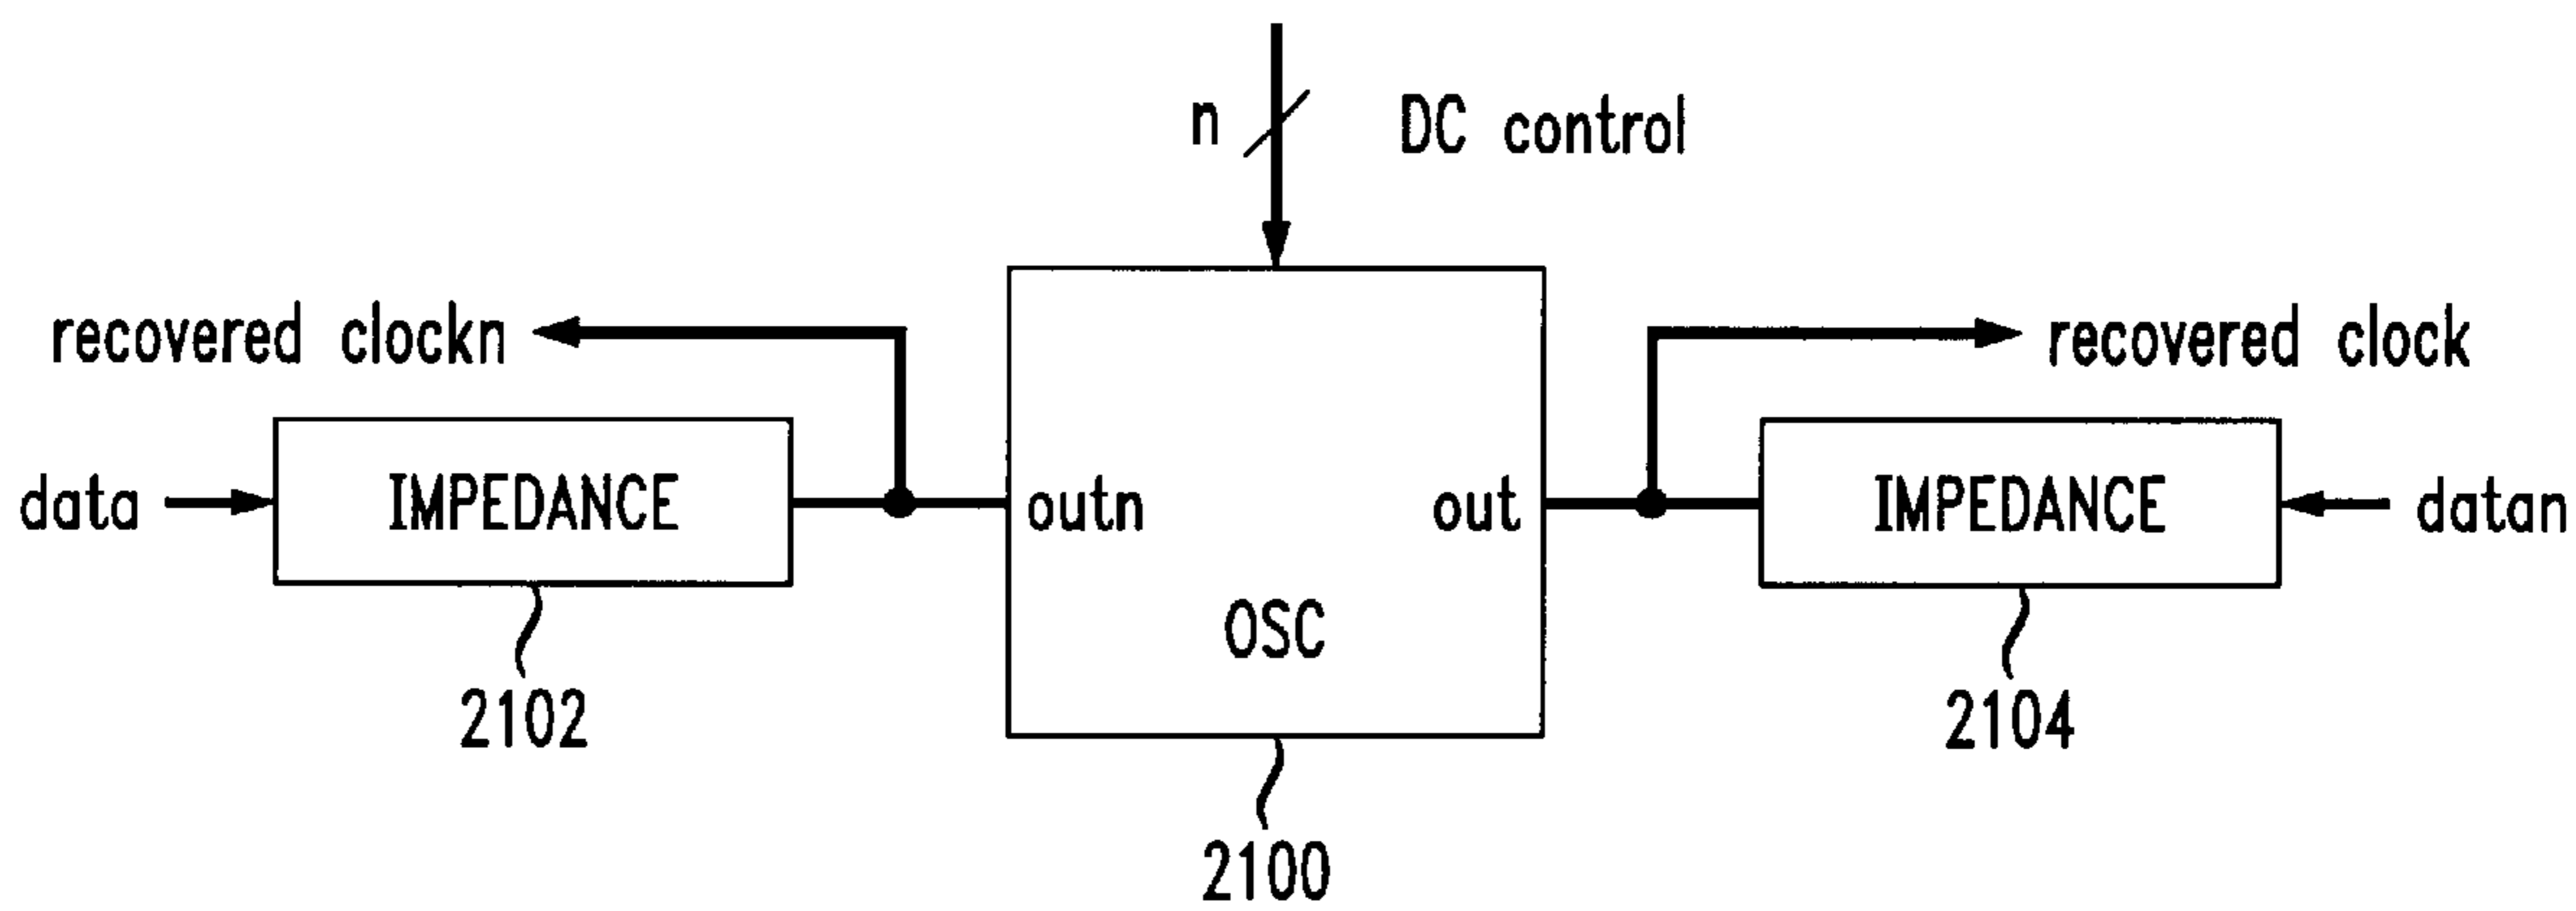 n
DC control
recovered clockn
recovered clock
data
IMPEDANCE
outn
out
IMPEDANCE
datan
OSC
2102
2104
2100